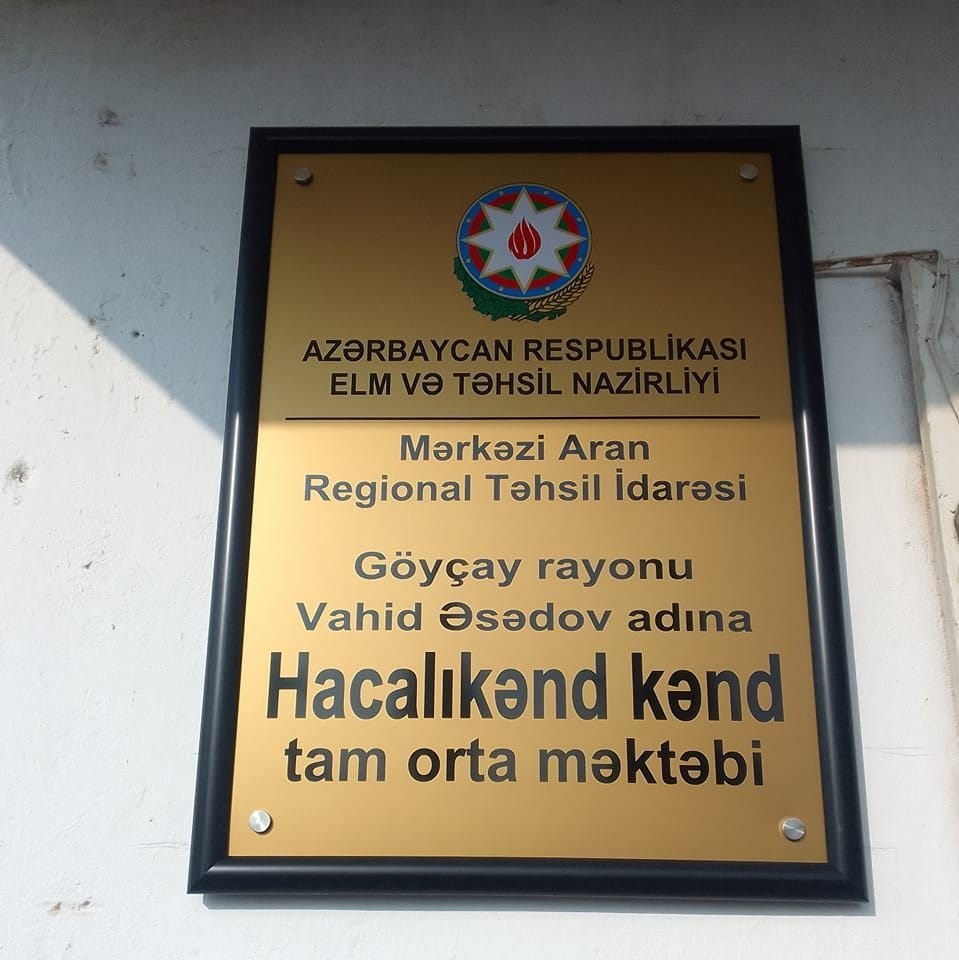 AZƏRBAYCAN RESPUBLİKASI
ELM VƏ TƏHSİL NAZİRLİYİ
Mərkəzi Aran
Regional Təhsil İdarəsi
Göyçay rayonu
Vahid Əsədov adına
Hacalıkənd kənd
tam orta məktəbi